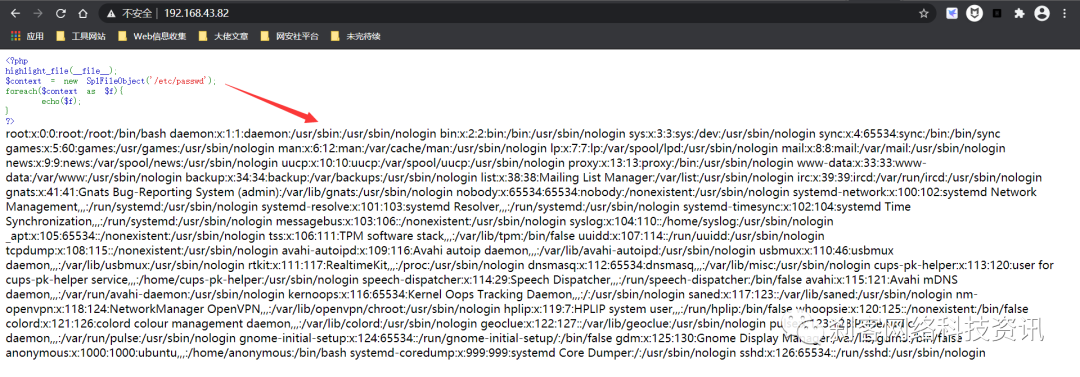 不安全 | 192.168.43.82
应用 工具网站 Web信息收集 大佬文章 网安社平台 未完待续
<?php
highlight_file(__file__);
$context = new SplFileObject('/etc/passwd');
foreach($context as $f){
echo($f);
}
?>
root:x:0:0:root:/root:/bin/bash daemon:x:1:1:daemon:/usr/sbin:/usr/sbin/nologin bin:x:2:2:bin:/bin:/usr/sbin/nologin sys:x:3:3:sys:/dev:/usr/sbin/nologin sync:x:4:65534:sync:/bin:/bin/sync
games:x:5:60:games:/usr/games:/usr/sbin/nologin man:x:6:12:man:/var/cache/man:/usr/sbin/nologin lp:x:7:7:lp:/var/spool/lpd:/usr/sbin/nologin mail:x:8:8:mail:/var/mail:/usr/sbin/nologin
news:x:9:9:news:/var/spool/news:/usr/sbin/nologin uucp:x:10:10:uucp:/var/spool/uucp:/usr/sbin/nologin proxy:x:13:13:proxy:/bin:/usr/sbin/nologin www-data:x:33:33:www-
data:/var/www:/usr/sbin/nologin backup:x:34:34:backup:/var/backups:/usr/sbin/nologin list:x:38:38:Mailing List Manager:/var/list:/usr/sbin/nologin irc:x:39:39:ircd:/var/run/ircd:/usr/sbin/nologin
gnats:x:41:41:Gnats Bug-Reporting System (admin):/var/lib/gnats:/usr/sbin/nologin nobody:x:65534:65534:nobody:/nonexistent:/usr/sbin/nologin systemd-network:x:100:102:systemd Network
Management,,,:/run/systemd:/usr/sbin/nologin systemd-resolve:x:101:103:systemd Resolver,,,:/run/systemd:/usr/sbin/nologin systemd-timesync:x:102:104:systemd Time
Synchronization,,,:/run/systemd:/usr/sbin/nologin messagebus:x:103:106::/nonexistent:/usr/sbin/nologin syslog:x:104:110::/home/syslog:/usr/sbin/nologin
_apt:x:105:65534::/nonexistent:/usr/sbin/nologin tss:x:106:111:TPM software stack,,,:/var/lib/tpm:/bin/false uuidd:x:107:114::/run/uuidd:/usr/sbin/nologin
tcpdump:x:108:115::/nonexistent:/usr/sbin/nologin avahi-autoipd:x:109:116:Avahi autoip daemon,,,:/var/lib/avahi-autoipd:/usr/sbin/nologin usbmux:x:110:46:usbmux
daemon,,,:/var/lib/usbmux:/usr/sbin/nologin rtkit:x:111:117:RealtimeKit,,,:/proc:/usr/sbin/nologin dnsmasq:x:112:65534:dnsmasq,,,:/var/lib/misc:/usr/sbin/nologin cups-pk-helper:x:113:120:user for
cups-pk-helper service,,,:/home/cups-pk-helper:/usr/sbin/nologin speech-dispatcher:x:114:29:Speech Dispatcher,,,:/run/speech-dispatcher:/bin/false avahi:x:115:121:Avahi mDNS
daemon,,,:/var/run/avahi-daemon:/usr/sbin/nologin kernoops:x:116:65534:Kernel Oops Tracking Daemon,,,:/:/usr/sbin/nologin saned:x:117:123::/var/lib/saned:/usr/sbin/nologin nm-
openvpn:x:118:124:NetworkManager OpenVPN,,,:/var/lib/openvpn/chroot:/usr/sbin/nologin hplip:x:119:7:HPLIP system user,,,:/run/hplip:/bin/false whoopsie:x:120:125::/nonexistent:/bin/false
colord:x:121:126:colord colour management daemon,,,:/var/lib/colord:/usr/sbin/nologin geoclue:x:122:127::/var/lib/geoclue:/usr/sbin/nologin
daemon,,,:/var/run/pulse:/usr/sbin/nologin gnome-initial-setup:x:124:65534::/run/gnome-initial-setup/:/bin/false gdm:x:125:130:Gnome Display Manager:/var/lib/gdm3:/bin/false
anonymous:x:1000:1000:ubuntu,,,:/home/anonymous:/bin/bash systemd-coredump:x:999:999:systemd Core Dumper:/:/usr/sbin/nologin sshd:x:126:65534::/run/sshd:/usr/sbin/nologin